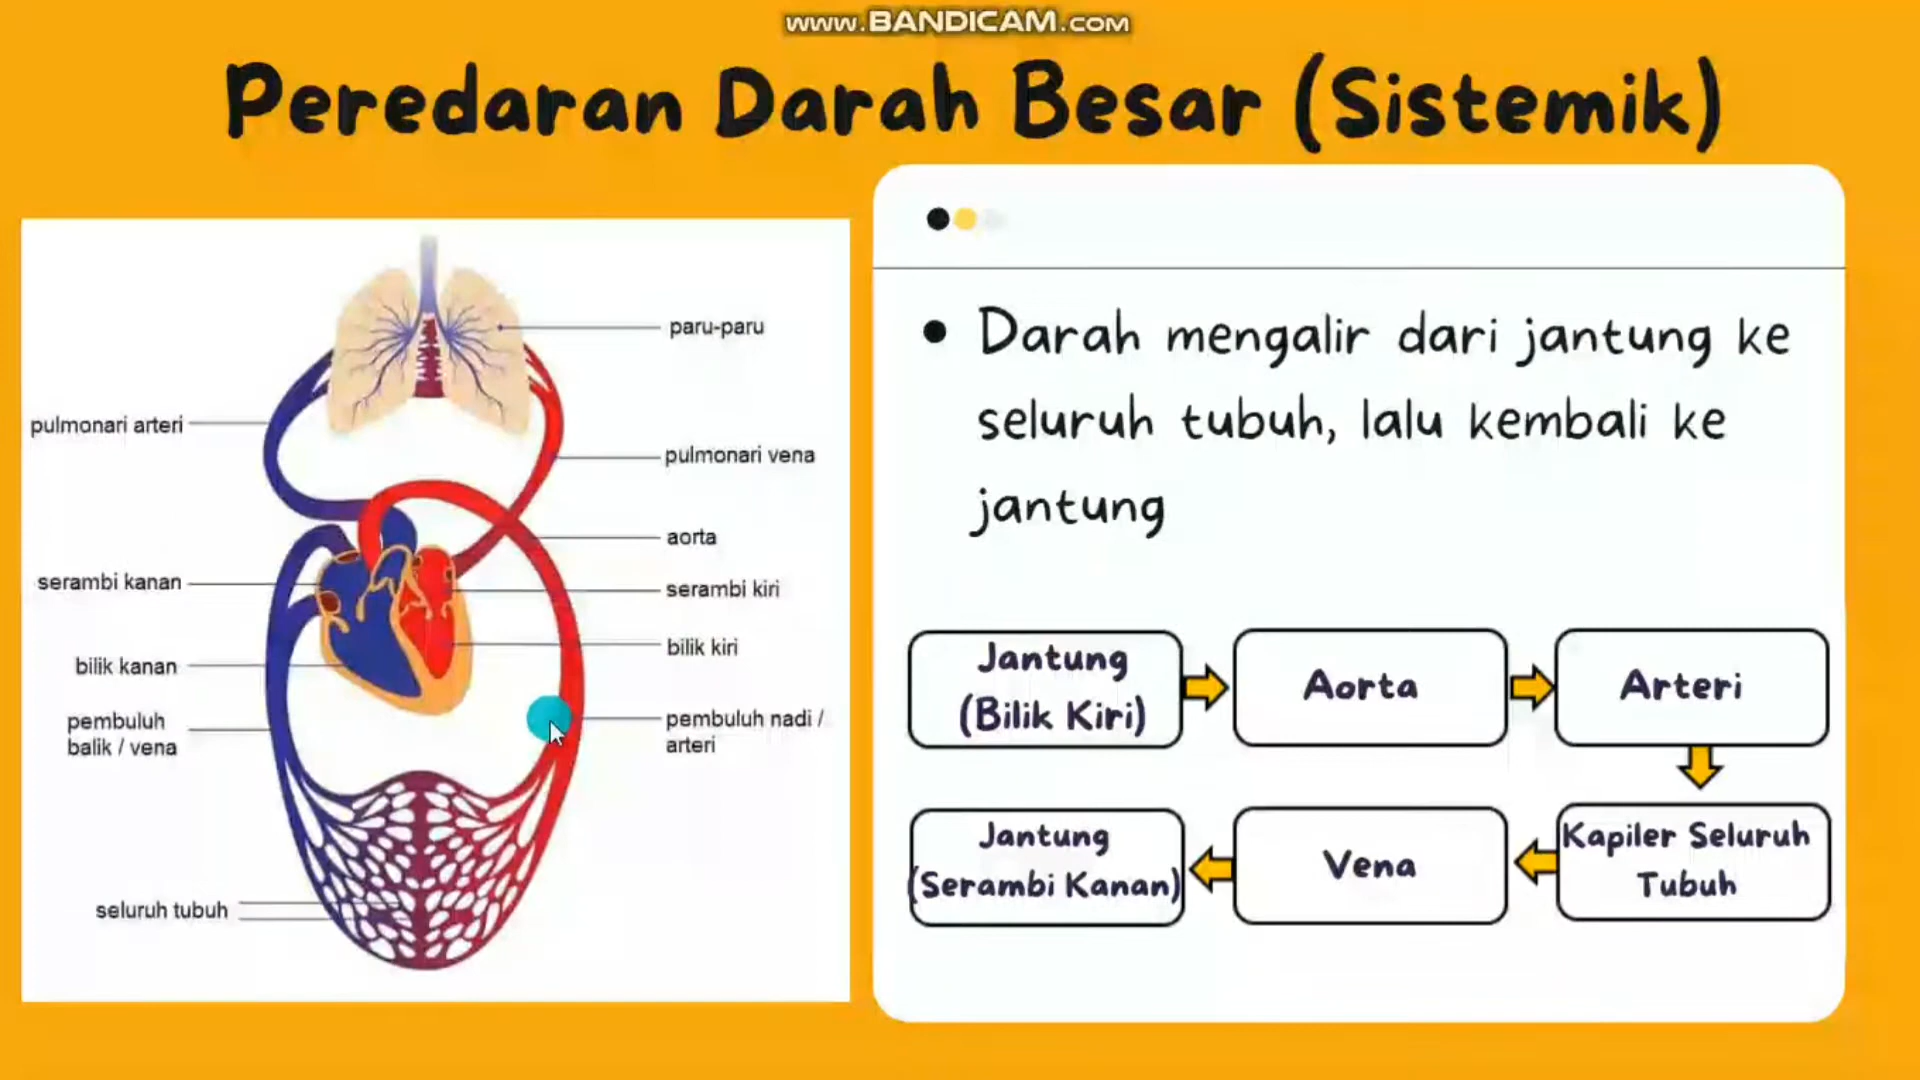 www.BANDICAM.com
Peredaran Darah Besar (Sistemik)
paru-paru
pulmonari arteri
pulmonari vena
aorta
serambi kanan
serambi kiri
bilik kiri
bilik kanan
pembuluh
balik / vena
pembuluh nadi /
arteri
seluruh tubuh
• Darah mengalir dari jantung ke
seluruh tubuh, lalu kembali ke
jantung
Jantung
(Bilik Kiri)
Aorta
Arteri
Kapiler Seluruh
Tubuh
Vena
Jantung
(Serambi Kanan)